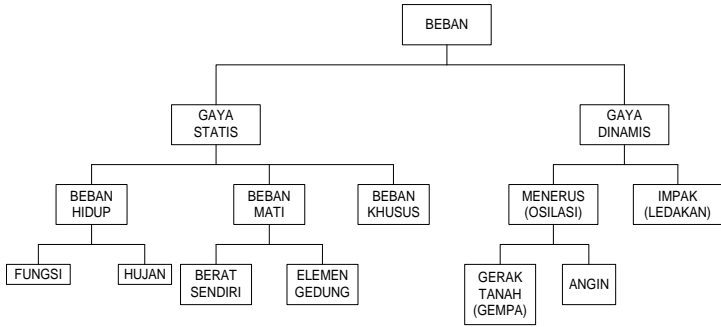 BEBAN
GAYA
STATIS
GAYA
DINAMIS
BEBAN
HIDUP
BEBAN
MATI
BEBAN
KHUSUS
MENERUS
(OSILASI)
IMPAK
(LEDAKAN)
FUNGSI
HUJAN
BERAT
SENDIRI
ELEMEN
GEDUNG
GERAK
TANAH
(GEMPA)
ANGIN